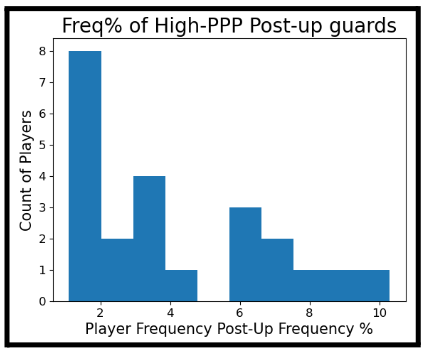 Freq% of High-PPP Post-up guards
8
7
6
5
4
3
2
1
0
Count of Players
2 4 6 8 10
Player Frequency Post-Up Frequency %